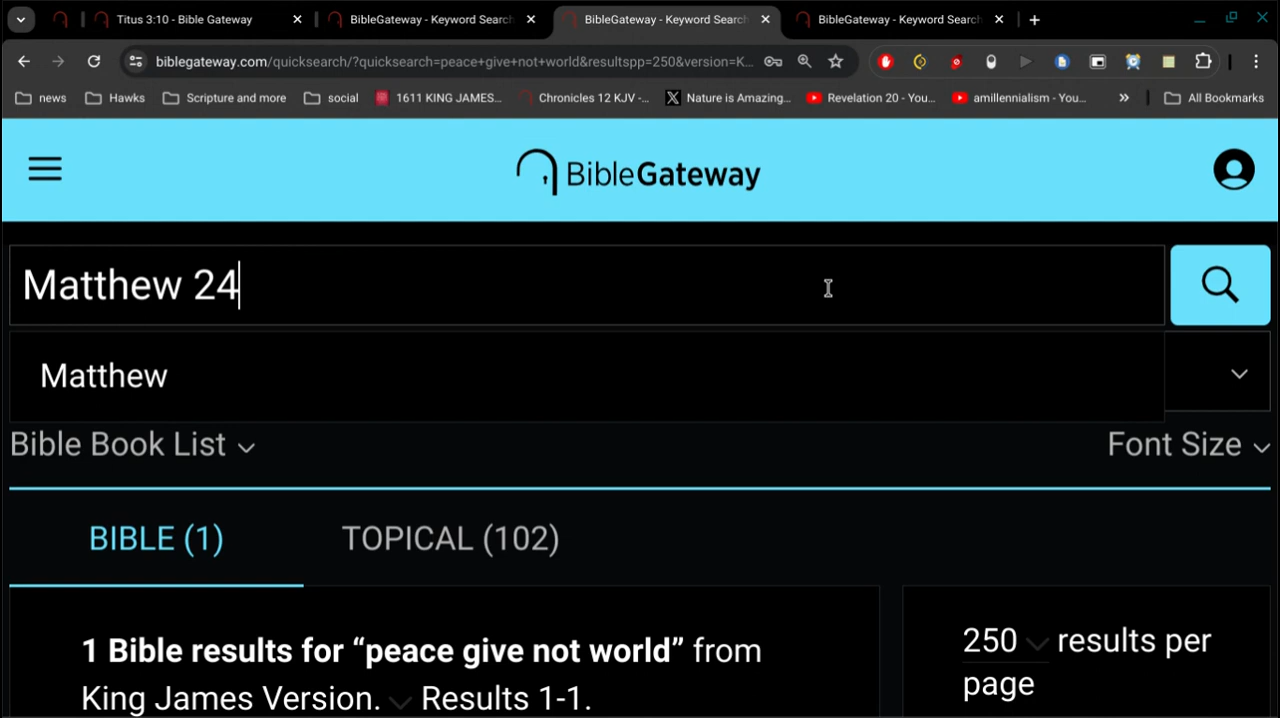 Titus 3:10 - Bible Gateway
BibleGateway - Keyword Search
BibleGateway - Keyword Search
BibleGateway - Keyword Search
biblegateway.com/quicksearch/?quicksearch=peace+give+not+world&resultspp=250&version=K...
news
Hawks
Scripture and more
social
1611 KING JAMES...
Chronicles 12 KJV -...
Nature is Amazing...
Revelation 20 - You...
amillennialism - You...
»
All Bookmarks
BibleGateway
Matthew 24
Matthew
Bible Book List
Font Size
BIBLE (1)
TOPICAL (102)
1 Bible results for “peace give not world” from
King James Version. Results 1-1.
250 results per
page